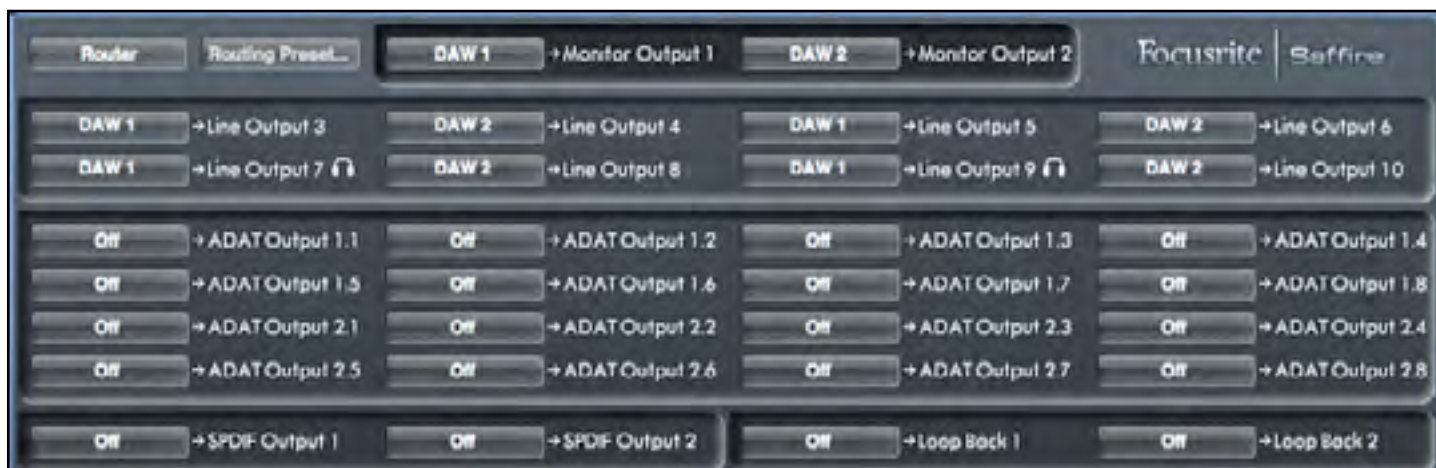 Router Routing Preset... DAW 1 →Monitor Output 1 DAW 2 →Monitor Output 2 Focusrite | Saffire
DAW 1 →Line Output 3 DAW 2 →Line Output 4 DAW 1 →Line Output 5 DAW 2 →Line Output 6
DAW 1 →Line Output 7 DAW 2 →Line Output 8 DAW 1 →Line Output 9 DAW 2 →Line Output 10
Off →ADAT Output 1.1 Off →ADAT Output 1.2 Off →ADAT Output 1.3 Off →ADAT Output 1.4
Off →ADAT Output 1.5 Off →ADAT Output 1.6 Off →ADAT Output 1.7 Off →ADAT Output 1.8
Off →ADAT Output 2.1 Off →ADAT Output 2.2 Off →ADAT Output 2.3 Off →ADAT Output 2.4
Off →ADAT Output 2.5 Off →ADAT Output 2.6 Off →ADAT Output 2.7 Off →ADAT Output 2.8
Off →SPDIF Output 1 Off →SPDIF Output 2 Off →Loop Back 1 Off →Loop Back 2